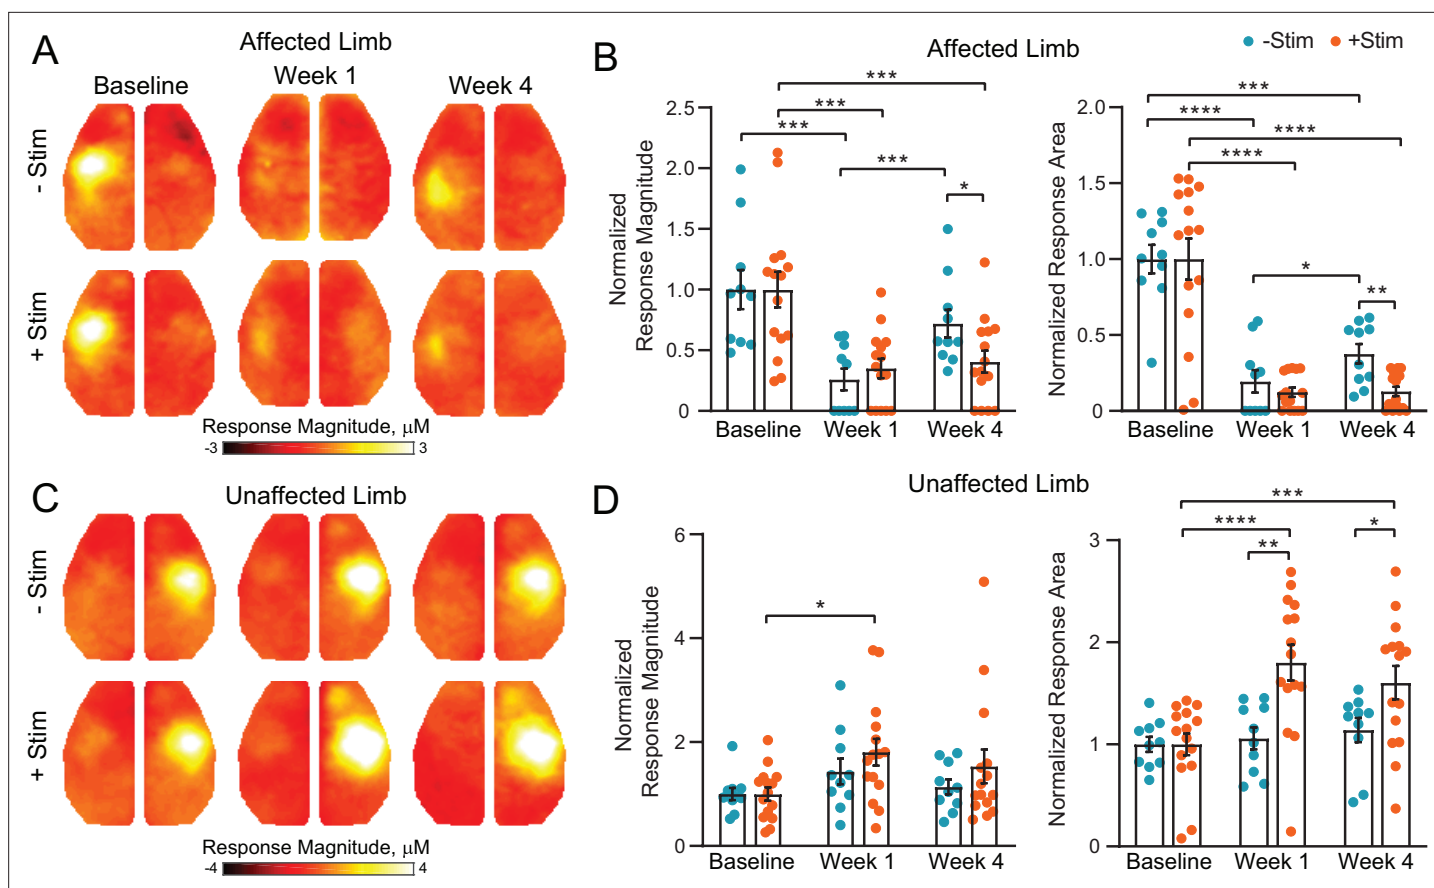 A
Affected Limb
Baseline
Week 1
Week 4
- Stim
+ Stim
Response Magnitude, μM
-3
3
B
Affected Limb
-Stim
+Stim
Normalized
Response Magnitude
2.5
2.0
1.5
1.0
0.5
0
***
***
***
***
*
Baseline
Week 1
Week 4
Normalized Response Area
2.0
1.5
1.0
0.5
0
***
****
****
****
*
**
Baseline
Week 1
Week 4
C
Unaffected Limb
- Stim
+ Stim
Response Magnitude, μM
-4
4
D
Unaffected Limb
Normalized
Response Magnitude
6
4
2
0
*
Baseline
Week 1
Week 4
Normalized Response Area
3
2
1
0
***
****
**
*
Baseline
Week 1
Week 4